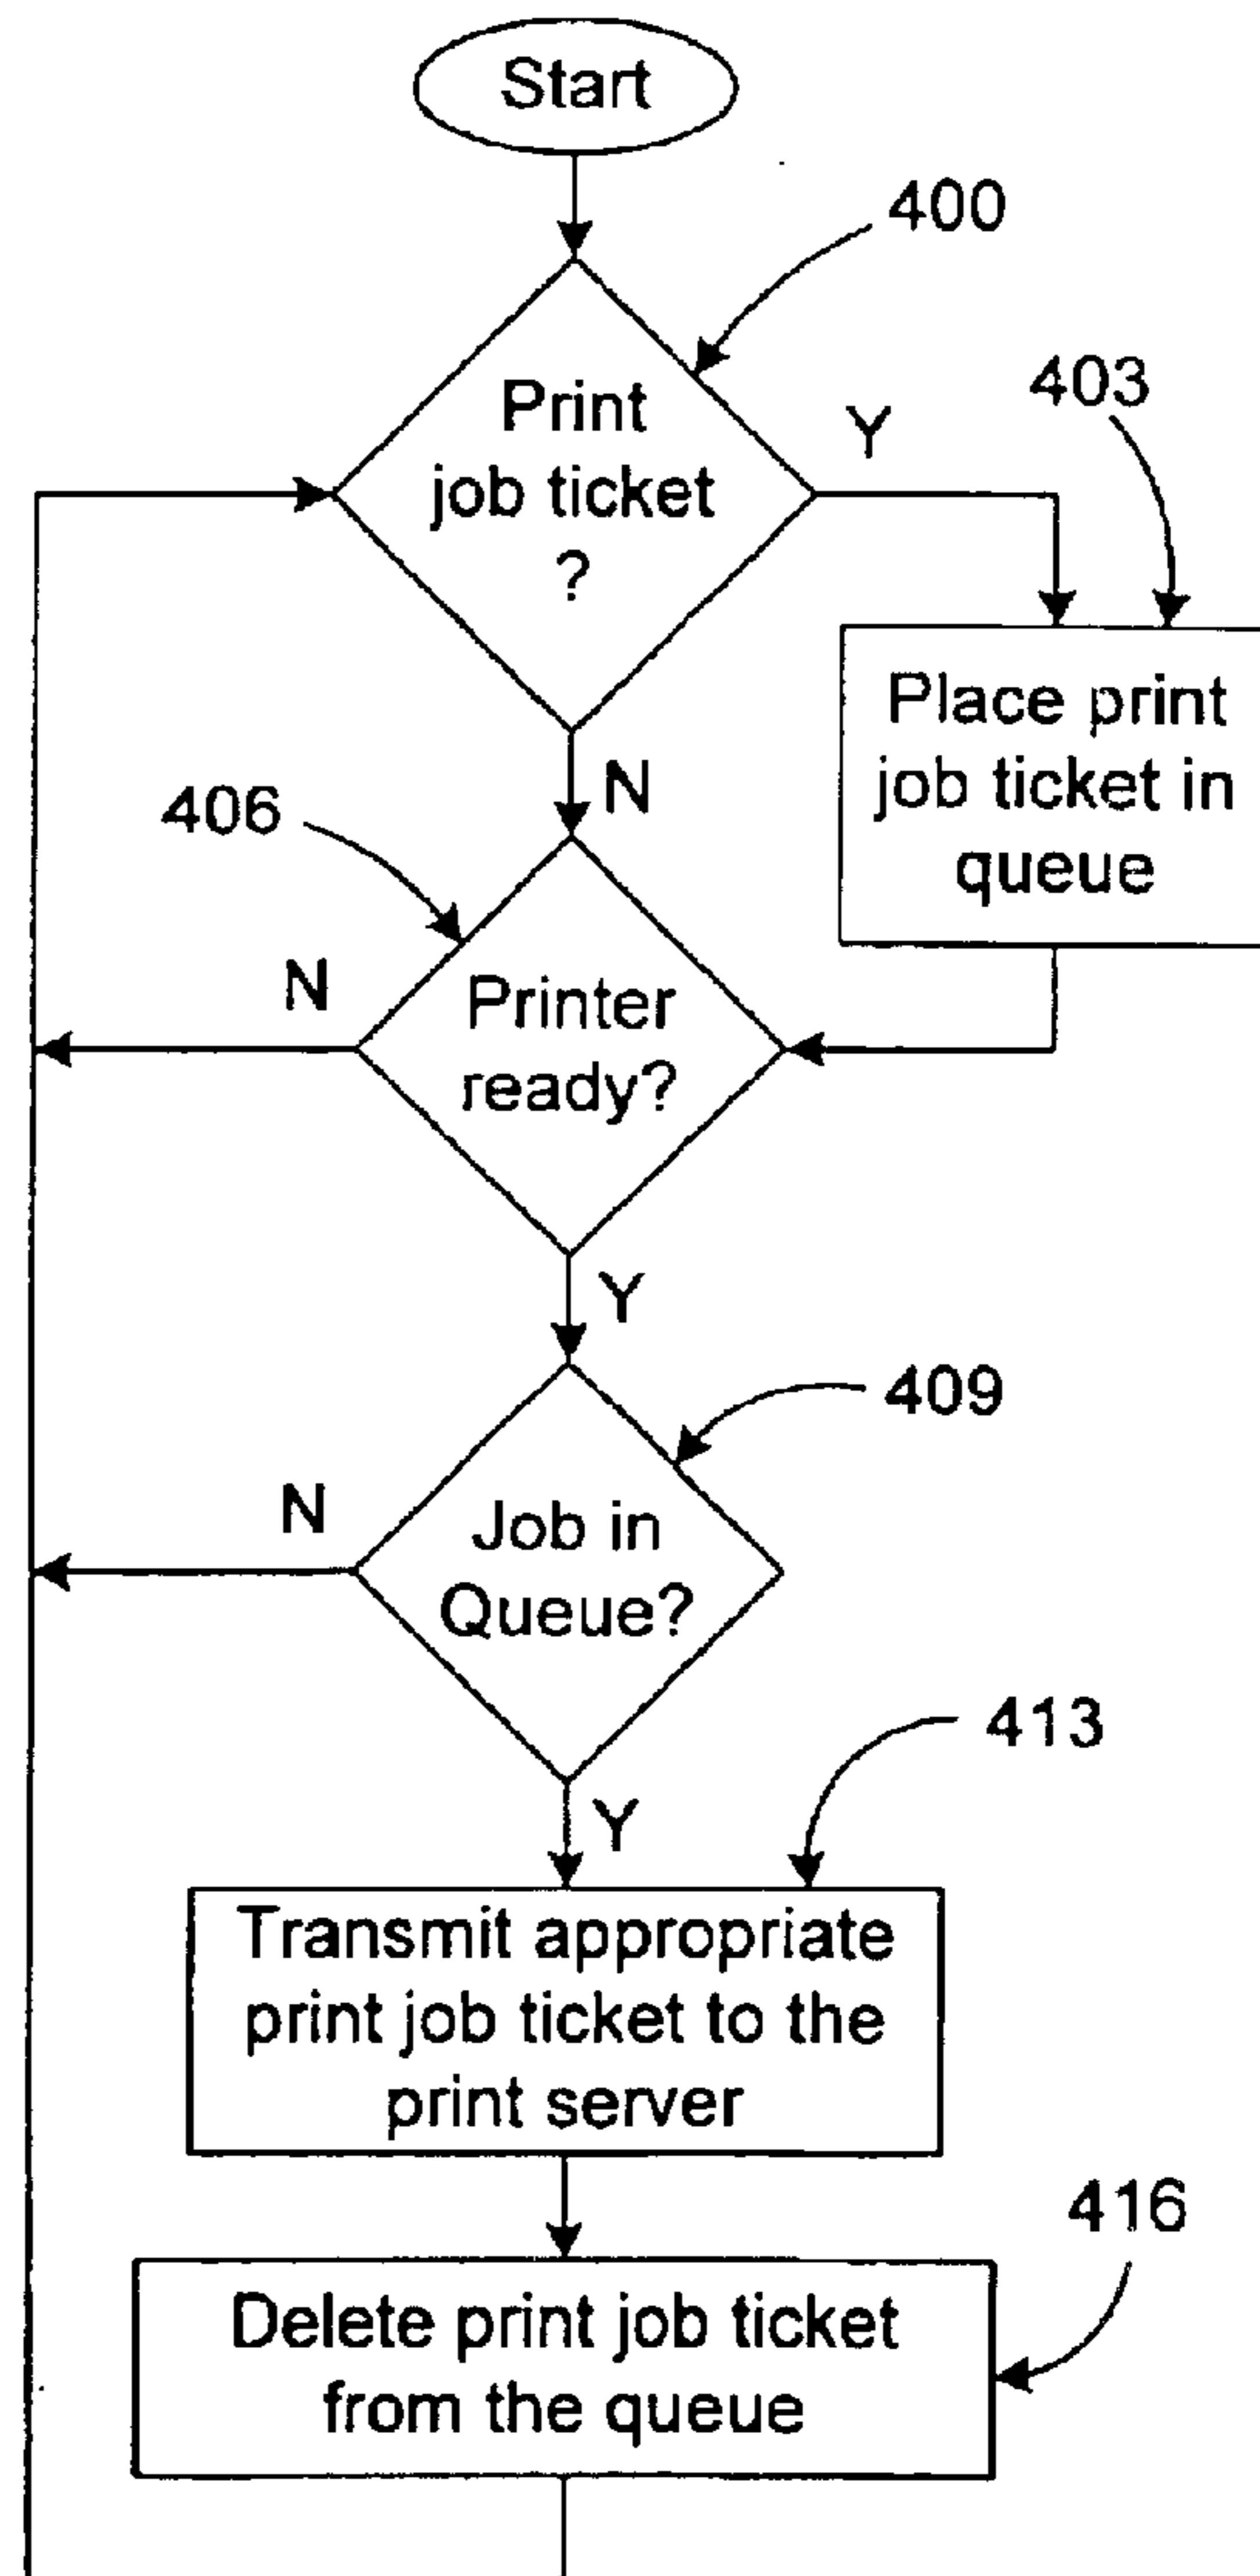 Start
400
Print
job ticket
?
Y
403
Place print
job ticket in
queue
N
406
N
Printer
ready?
Y
409
N
Job in
Queue?
413
Y
Transmit appropriate
print job ticket to the
print server
416
Delete print job ticket
from the queue